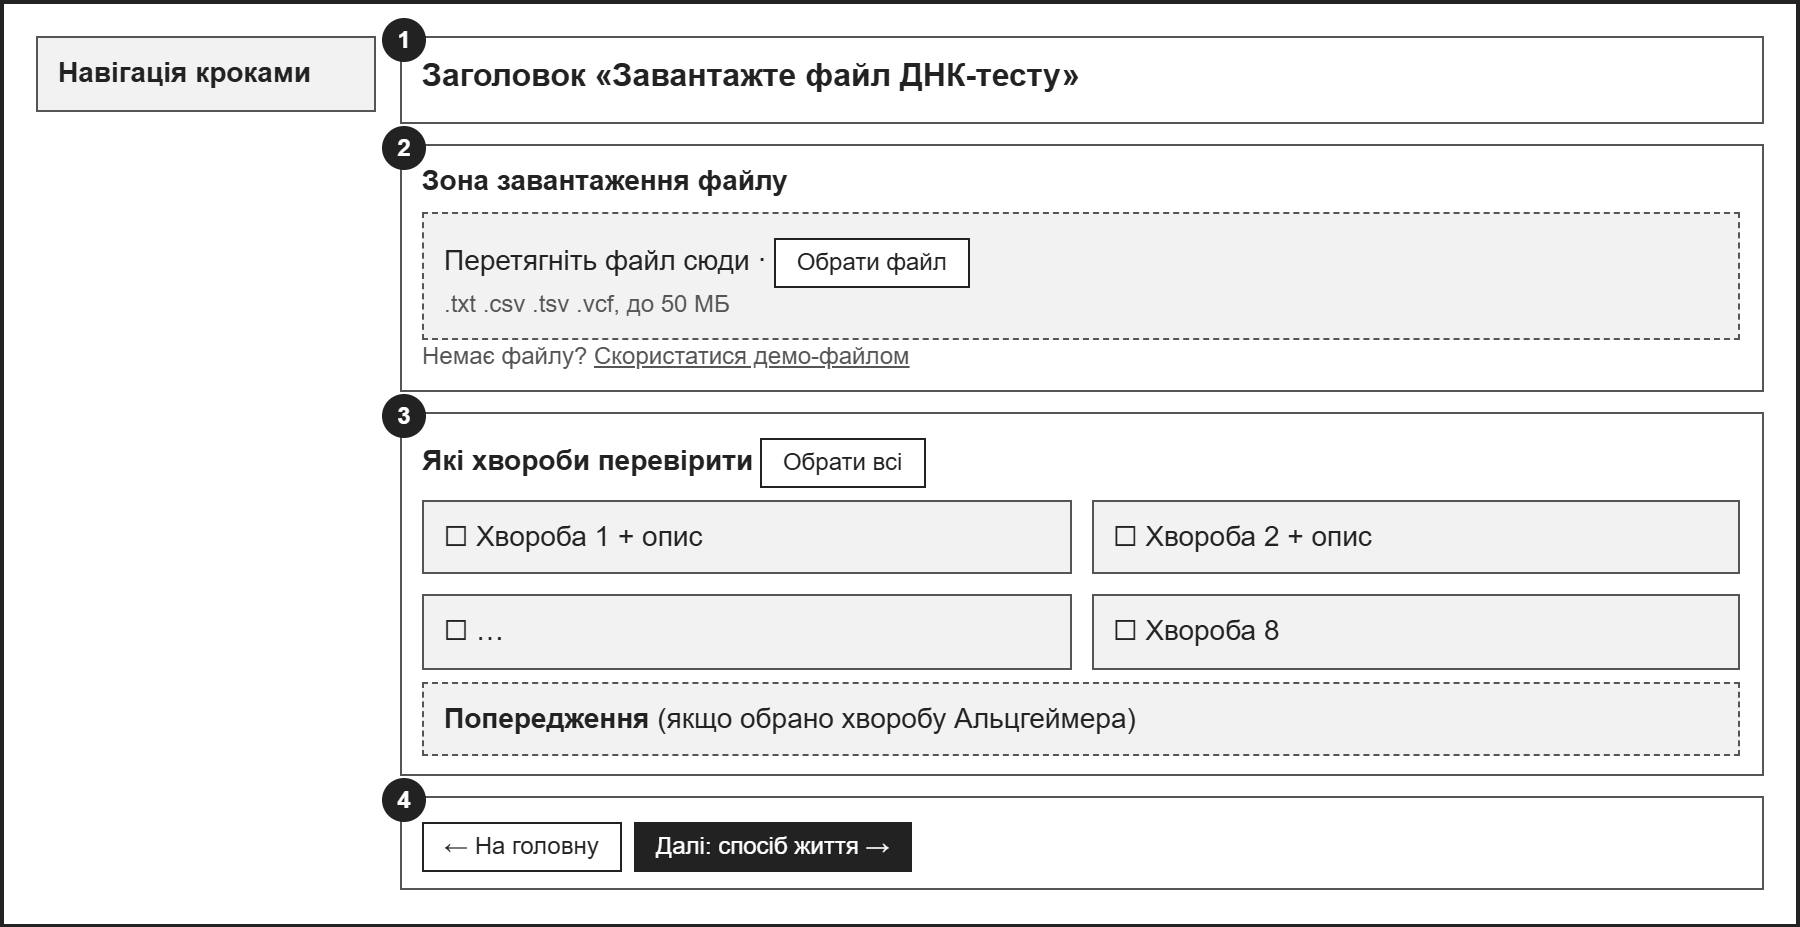 Навігація кроками
1
Заголовок «Завантажте файл ДНК-тесту»
2
Зона завантаження файлу
Перетягніть файл сюди · Обрати файл
.txt .csv .tsv .vcf, до 50 МБ
Немає файлу? Скористатися демо-файлом
3
Які хвороби перевірити Обрати всі
☐ Хвороба 1 + опис
☐ Хвороба 2 + опис
☐ …
☐ Хвороба 8
Попередження (якщо обрано хворобу Альцгеймера)
4
← На головну
Далі: спосіб життя →